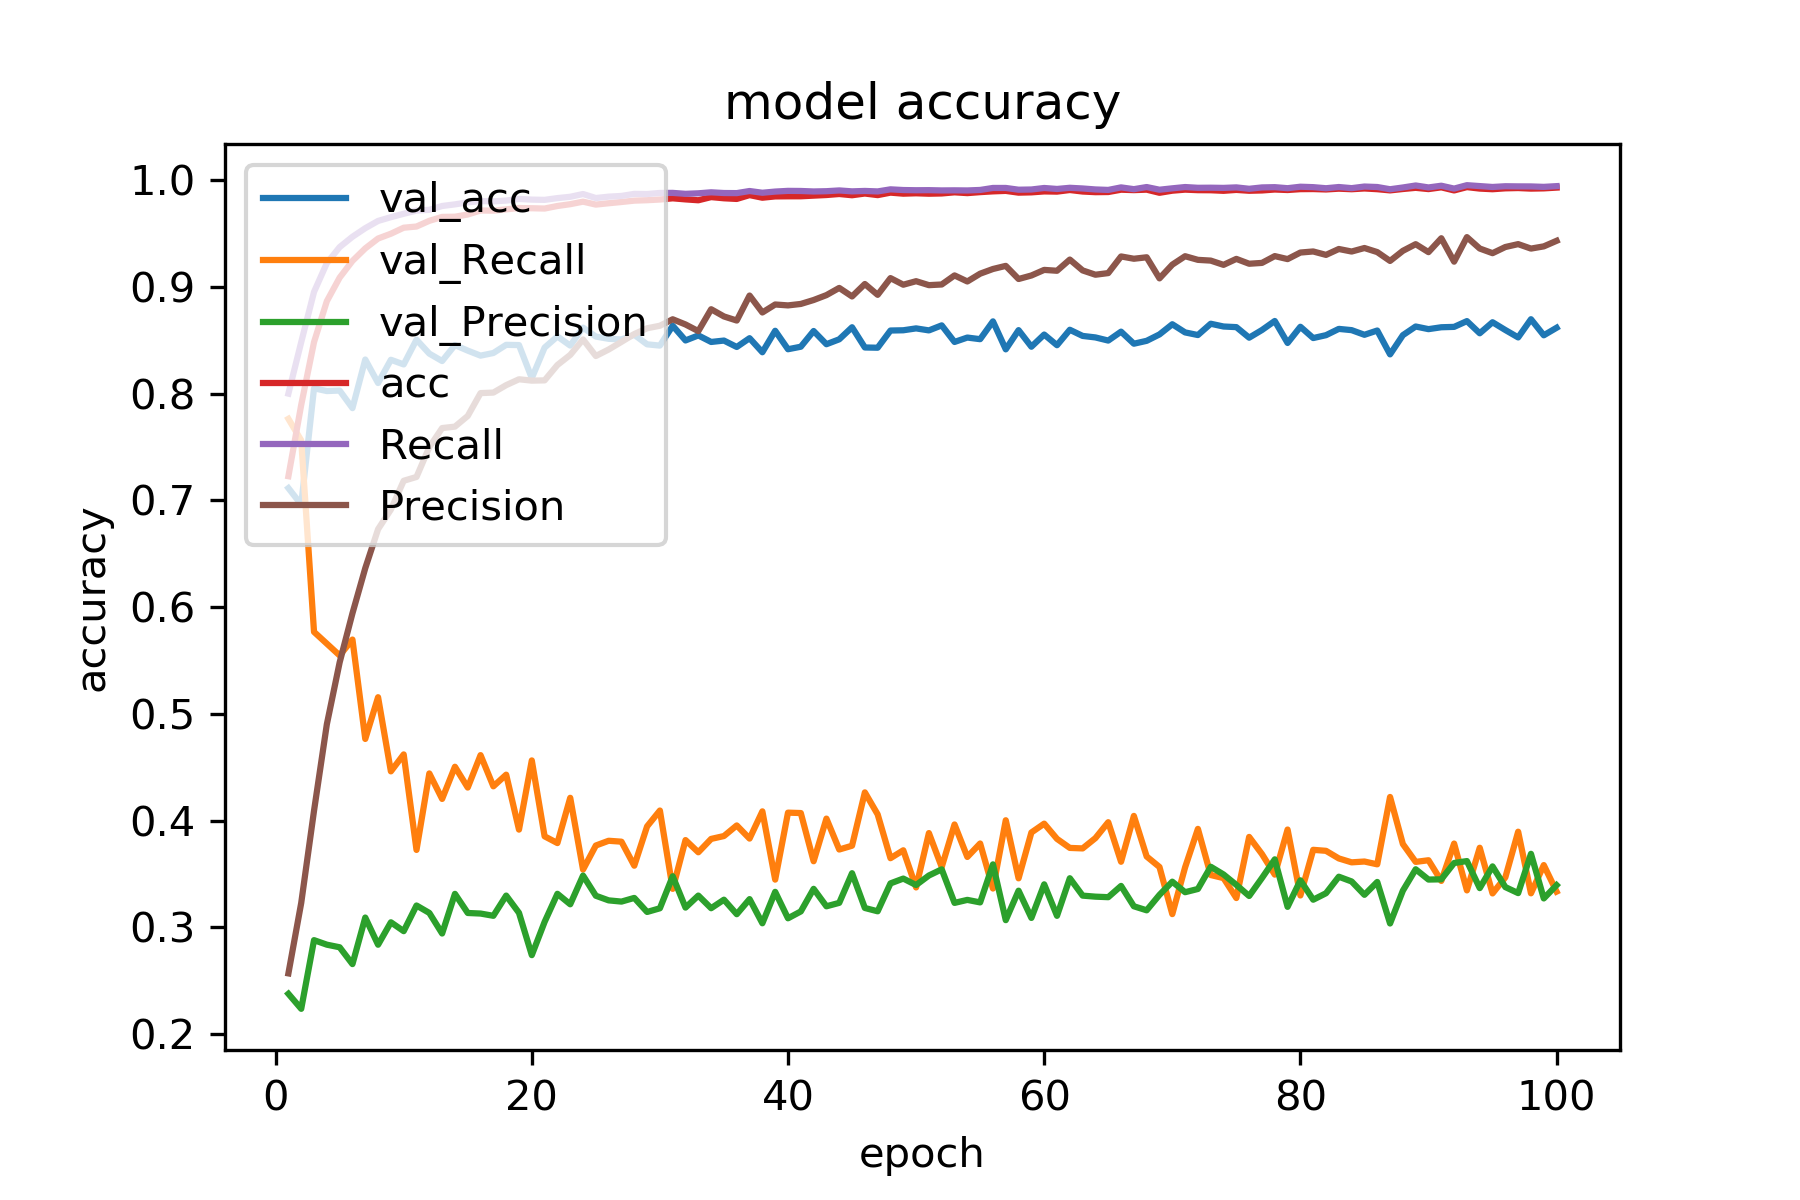 model accuracy
val_acc
val_Recall
val_Precision
acc
Recall
Precision
accuracy
1.0
0.9
0.8
0.7
0.6
0.5
0.4
0.3
0.2
0 20 40 60 80 100
epoch